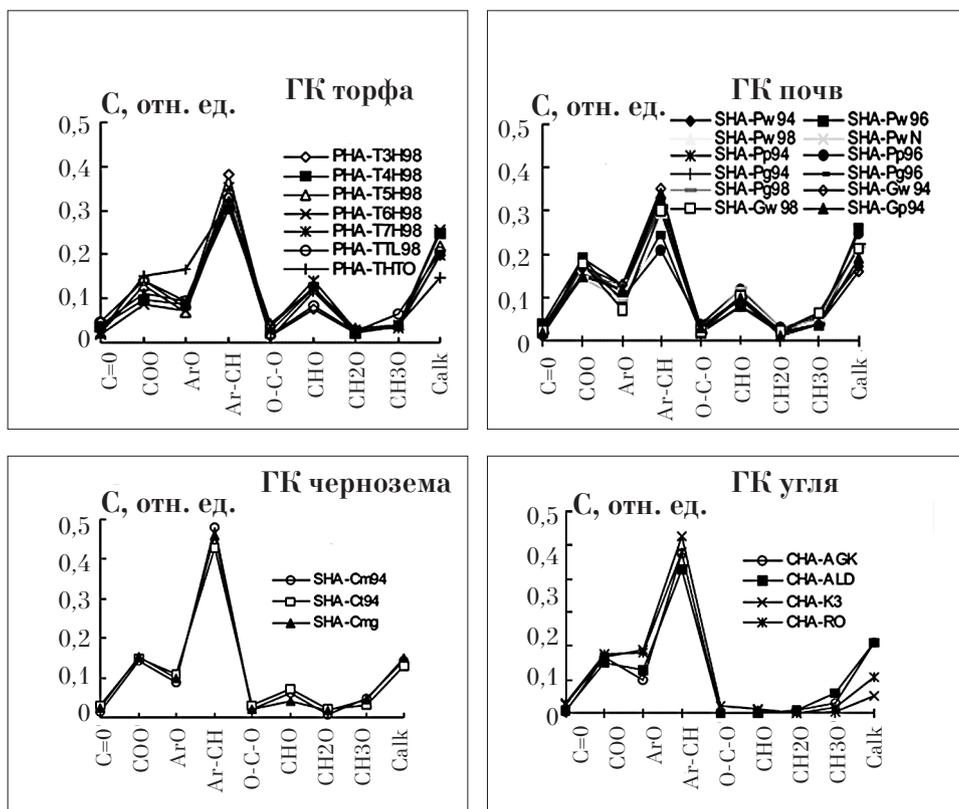 ГК торфа
С, отн. ед.
0,5
0,4
0,3
0,2
0,1
0
PHA-T3H98
PHA-T4H98
PHA-T5H98
PHA-T6H98
PHA-T7H98
PHA-TTL98
PHA-THTO
C=0
COO
ArO
Ar-CH
O-C-O
CHO
CH2O
CH3O
Calk
ГК почв
С, отн. ед.
0,5
0,4
0,3
0,2
0,1
0
SHA-Pw94 SHA-Pw96
SHA-Pw98 SHA-PwN
SHA-Pp94 SHA-Pp96
SHA-Pg94 SHA-Pg96
SHA-Pg98 SHA-Gw94
SHA-Gw98 SHA-Gp94
C=0
COO
ArO
Ar-CH
O-C-O
CHO
CH2O
CH3O
Calk
ГК чернозема
С, отн. ед.
0,5
0,4
0,3
0,2
0,1
0
SHA-Cm94
SHA-Ct94
SHA-Cmg
C=0
COO
ArO
Ar-CH
O-C-O
CHO
CH2O
CH3O
Calk
ГК угля
С, отн. ед.
0,5
0,4
0,3
0,2
0,1
0
CHA-AGK
CHA-ALD
CHA-K3
CHA-RO
C=0
COO
ArO
Ar-CH
O-C-O
CHO
CH2O
CH3O
Calk